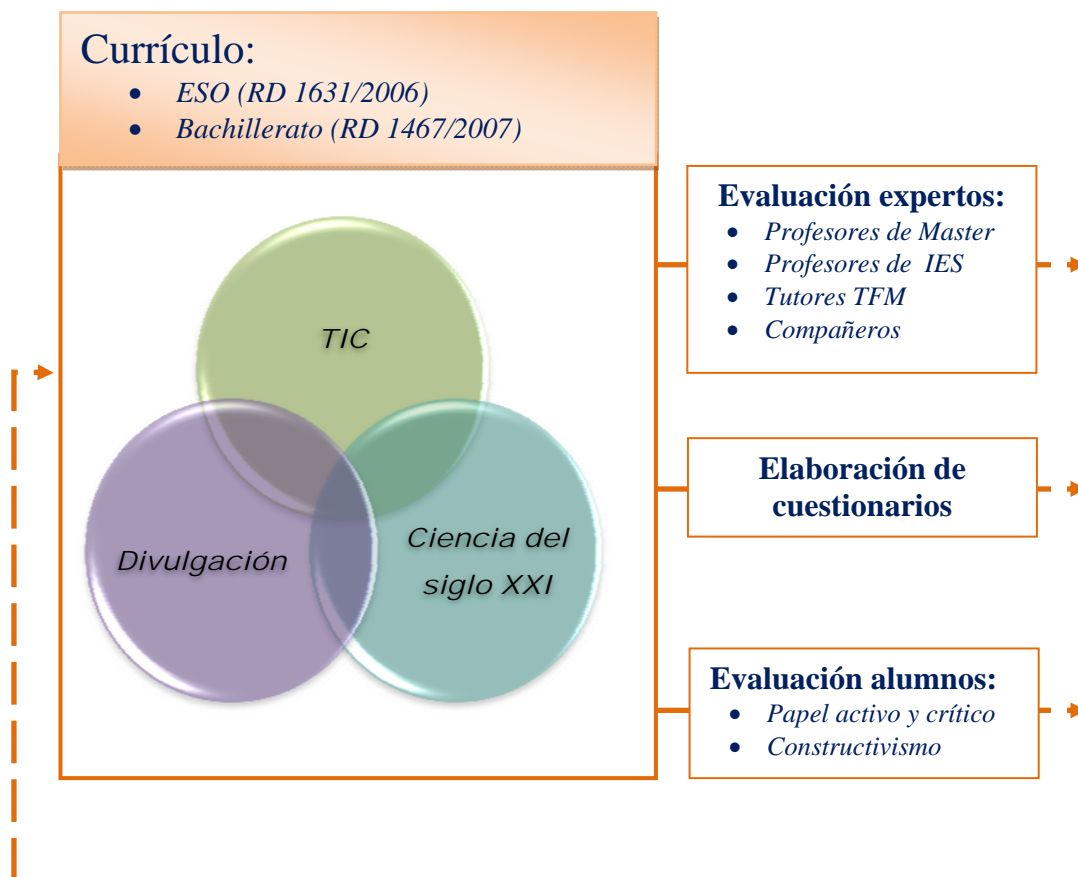 Currículo:
• ESO (RD 1631/2006)
• Bachillerato (RD 1467/2007)
TIC
Divulgación
Ciencia del
siglo XXI
Evaluación expertos:
• Profesores de Master
• Profesores de IES
• Tutores TFM
• Compañeros
Elaboración de
cuestionarios
Evaluación alumnos:
• Papel activo y crítico
• Constructivismo